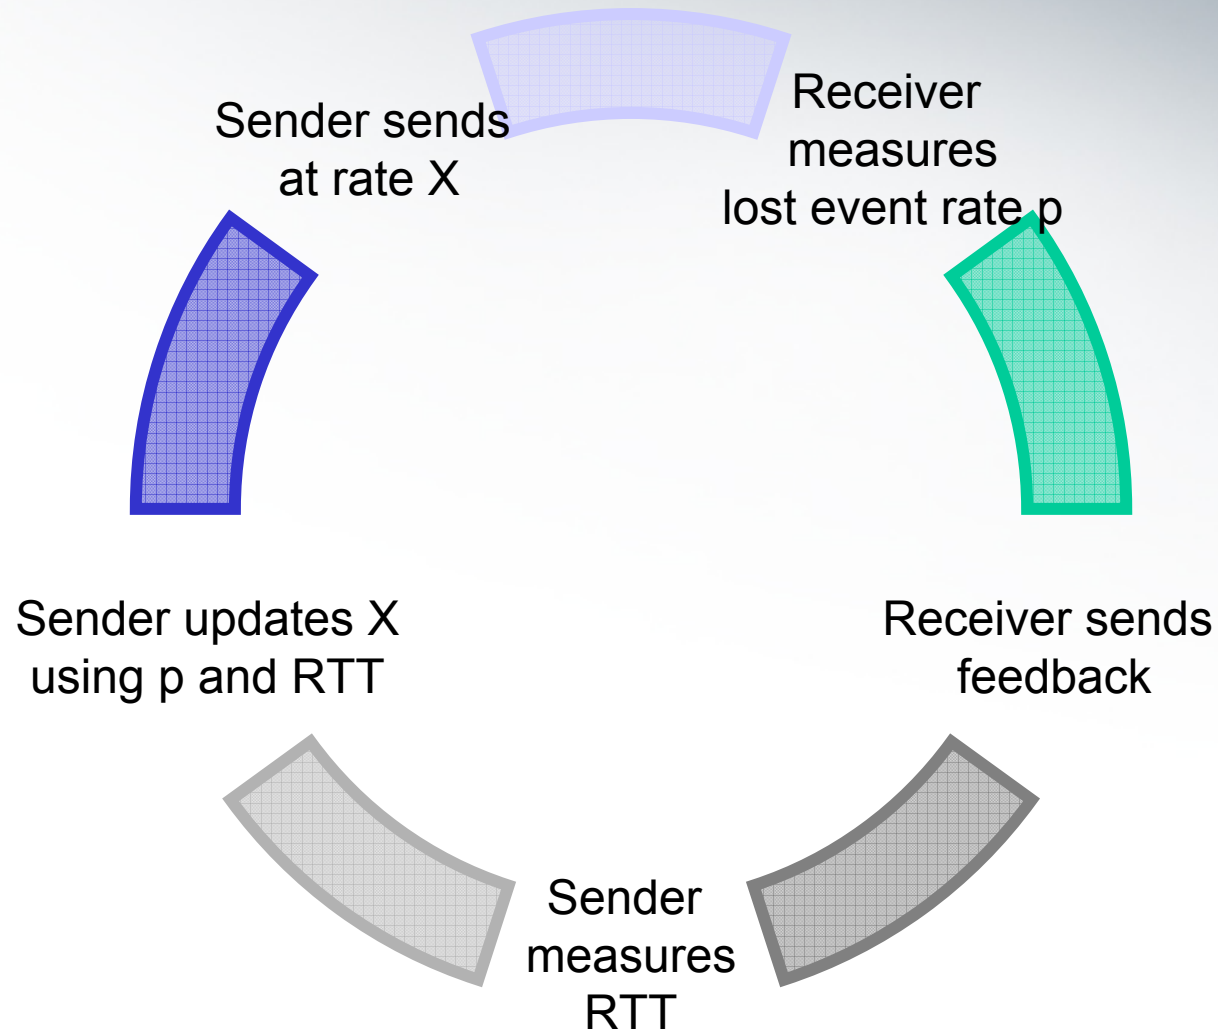 Sender sends
at rate X
Receiver
measures
lost event rate p
Receiver sends
feedback
Sender
measures
RTT
Sender updates X
using p and RTT